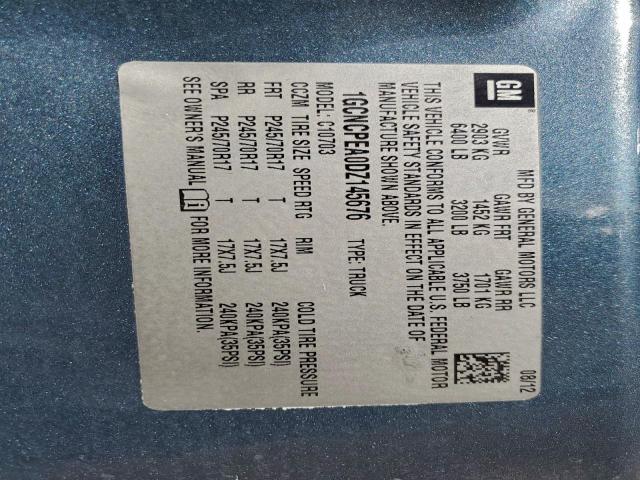 GM
MFD BY GENERAL MOTORS LLC 08/12
GVWR GAWR FRT GAWR RR
2903 KG 1452 KG 1701 KG
6400 LB 3200 LB 3750 LB
THIS VEHICLE CONFORMS TO ALL APPLICABLE U.S. FEDERAL MOTOR
VEHICLE SAFETY STANDARDS IN EFFECT ON THE DATE OF
MANUFACTURE SHOWN ABOVE.
1GCNCPEA0DZ145676 TYPE: TRUCK
MODEL: C10703
CCZM TIRE SIZE SPEED RTG RIM COLD TIRE PRESSURE
FRT P245/70R17 T 17X7.5J 240KPA(35PSI)
RR P245/70R17 T 17X7.5J 240KPA(35PSI)
SPA P245/70R17 T 17X7.5J 240KPA(35PSI)
SEE OWNER'S MANUAL FOR MORE INFORMATION.